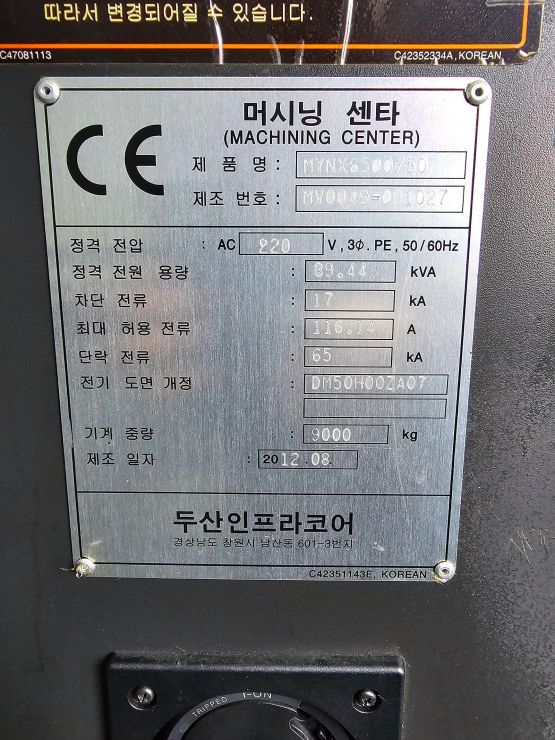 따라서 변경되어질 수 있습니다.
C47081113 C42352334A, KOREAN
CE
머시닝 센타
(MACHINING CENTER)
제 품 명 : MYNX6500/50
제조 번호 : MV0049-001027
정격 전압 : AC 220 V , 3Φ. PE, 50 / 60Hz
정격 전원 용량 : 89.44 kVA
차단 전류 : 17 kA
최대 허용 전류 : 116.14 A
단락 전류 : 65 kA
전기 도면 개정 : DM50H00ZA07
기계 중량 : 9000 kg
제조 일자 : 2012.08.
두산인프라코어
경상남도 창원시 남산동 601-3번지
C42351143E, KOREAN
TRIPPED I-ON